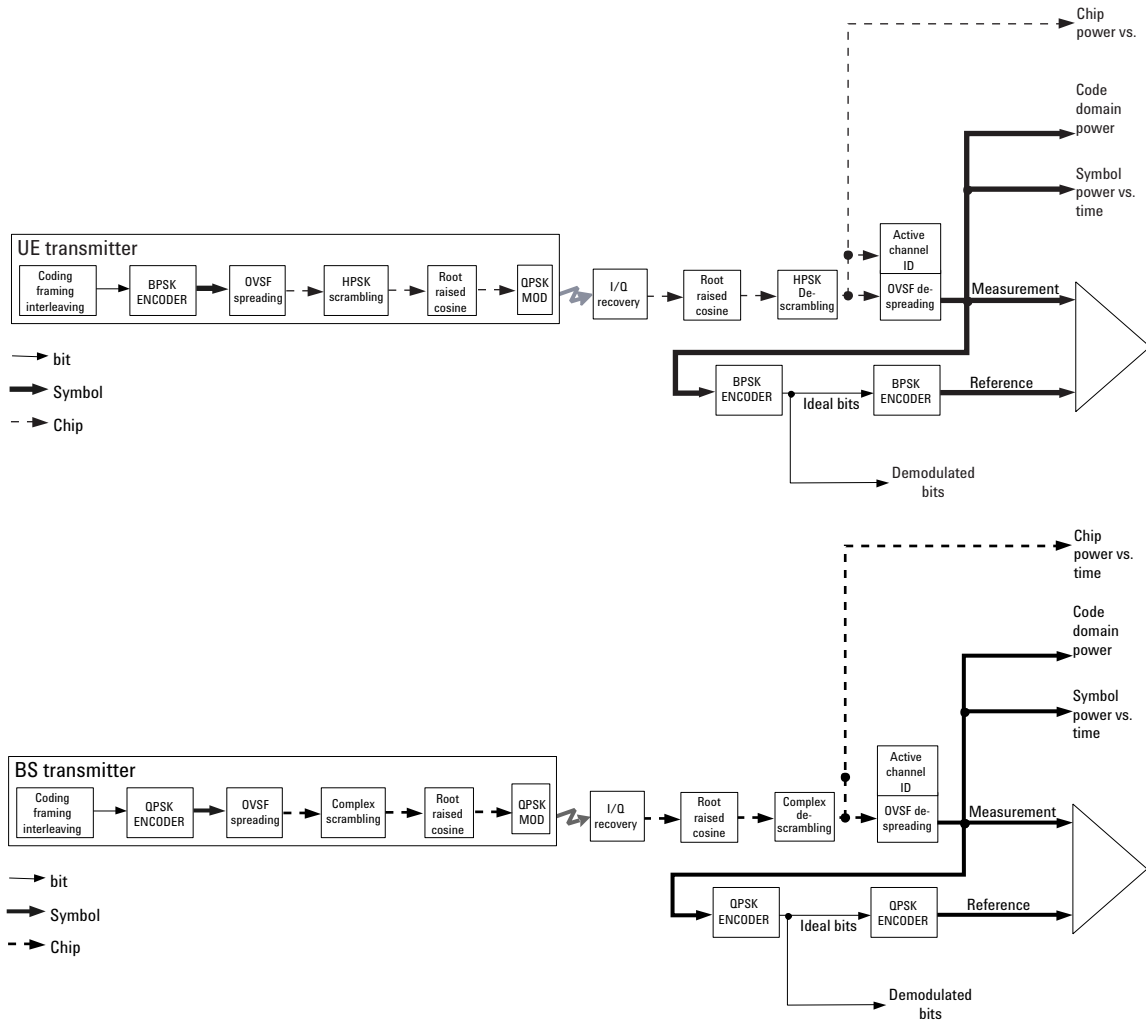 Chip
power vs.
Code
domain
power
Symbol
power vs.
time
UE transmitter
Coding
framing
interleaving
BPSK
ENCODER
OVSF
spreading
HPSK
scrambling
Root
raised
cosine
QPSK
MOD
I/Q
recovery
Root
raised
cosine
HPSK
De-
scrambling
Active
channel
ID
OVSF de-
spreading
Measurement
bit
Symbol
Chip
BPSK
ENCODER
Ideal bits
BPSK
ENCODER
Reference
Demodulated
bits
Chip
power vs.
time
Code
domain
power
Symbol
power vs.
time
BS transmitter
Coding
framing
interleaving
QPSK
ENCODER
OVSF
spreading
Complex
scrambling
Root
raised
cosine
QPSK
MOD
I/Q
recovery
Root
raised
cosine
Complex
de-
scrambling
Active
channel
ID
OVSF de-
spreading
Measurement
bit
Symbol
Chip
QPSK
ENCODER
Ideal bits
QPSK
ENCODER
Reference
Demodulated
bits